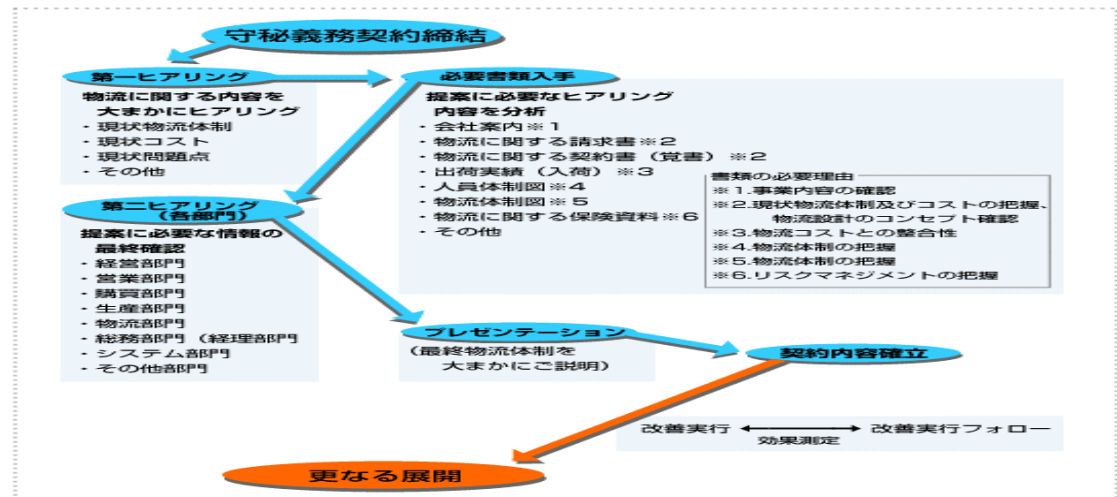 守秘義務契約締結
第一ヒアリング
物流に関する内容を
大まかにヒアリング
・現状物流体制
・現状コスト
・現状問題点
・その他
必要書類入手
提案に必要なヒアリング
内容を分析
・会社案内※1
・物流に関する請求書※2
・物流に関する契約書（覚書）※2
・出荷実績（入荷）※3
・人員体制図※4
・物流体制図※5
・物流に関する保険資料※6
・その他
書類の必要理由
※1.事業内容の確認
※2.現状物流体制及びコストの把握、
物流設計のコンセプト確認
※3.物流コストとの整合性
※4.物流体制の把握
※5.物流体制の把握
※6.リスクマネジメントの把握
第二ヒアリング
（各部門）
提案に必要な情報の
最終確認
・経営部門
・営業部門
・購買部門
・生産部門
・物流部門
・総務部門（経理部門
・システム部門
・その他部門
プレゼンテーション
（最終物流体制を
大まかにご説明）
契約内容確立
改善実行 ←→ 改善実行フォロー
効果測定
更なる展開